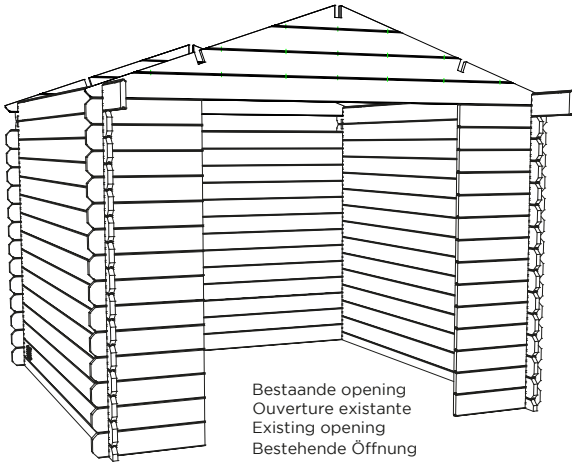 Bestaande opening
Ouverture existante
Existing opening
Bestehende Öffnung